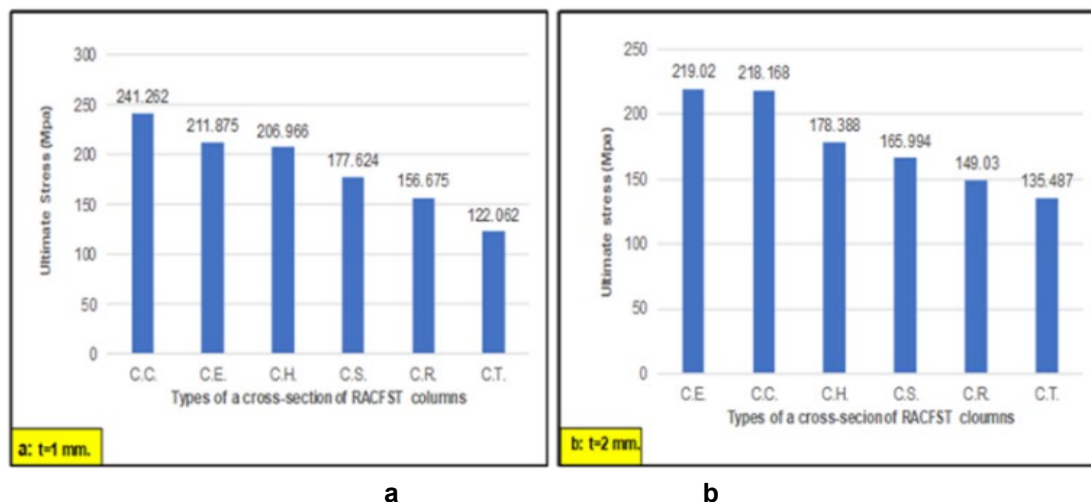 300
250
200
150
100
50
0
Ultimate Stress (Mpa)
241.262
211.875
206.966
177.624
156.675
122.062
C.C. C.E. C.H. C.S. C.R. C.T.
Types of a cross-section of RACFST columns
a: t=1 mm.
250
200
150
100
50
0
Ultimate stress (Mpa)
219.02
218.168
178.388
165.994
149.03
135.487
C.E. C.C. C.H. C.S. C.R. C.T.
Types of a cross-secion of RACFST cloumns
b: t=2 mm.
a
b